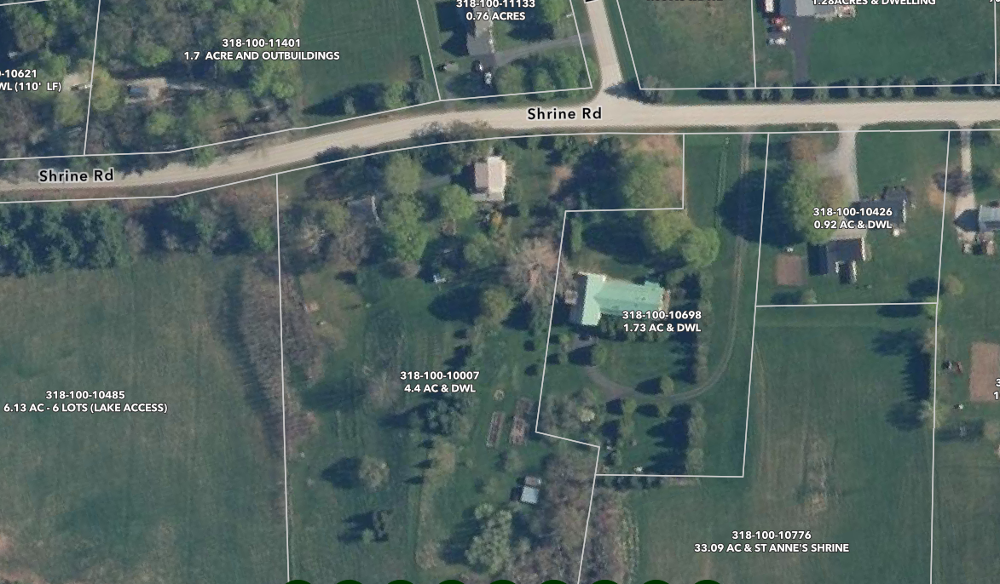 318-100-11133
0.76 ACRES
1.28ACRES & DWELLING
318-100-11401
1.7 ACRE AND OUTBUILDINGS
-10621
WL (110' LF)
Shrine Rd
Shrine Rd
318-100-10426
0.92 AC & DWL
318-100-10698
1.73 AC & DWL
318-100-10007
4.4 AC & DWL
318-100-10485
6.13 AC - 6 LOTS (LAKE ACCESS)
318-100-10776
33.09 AC & ST ANNE'S SHRINE